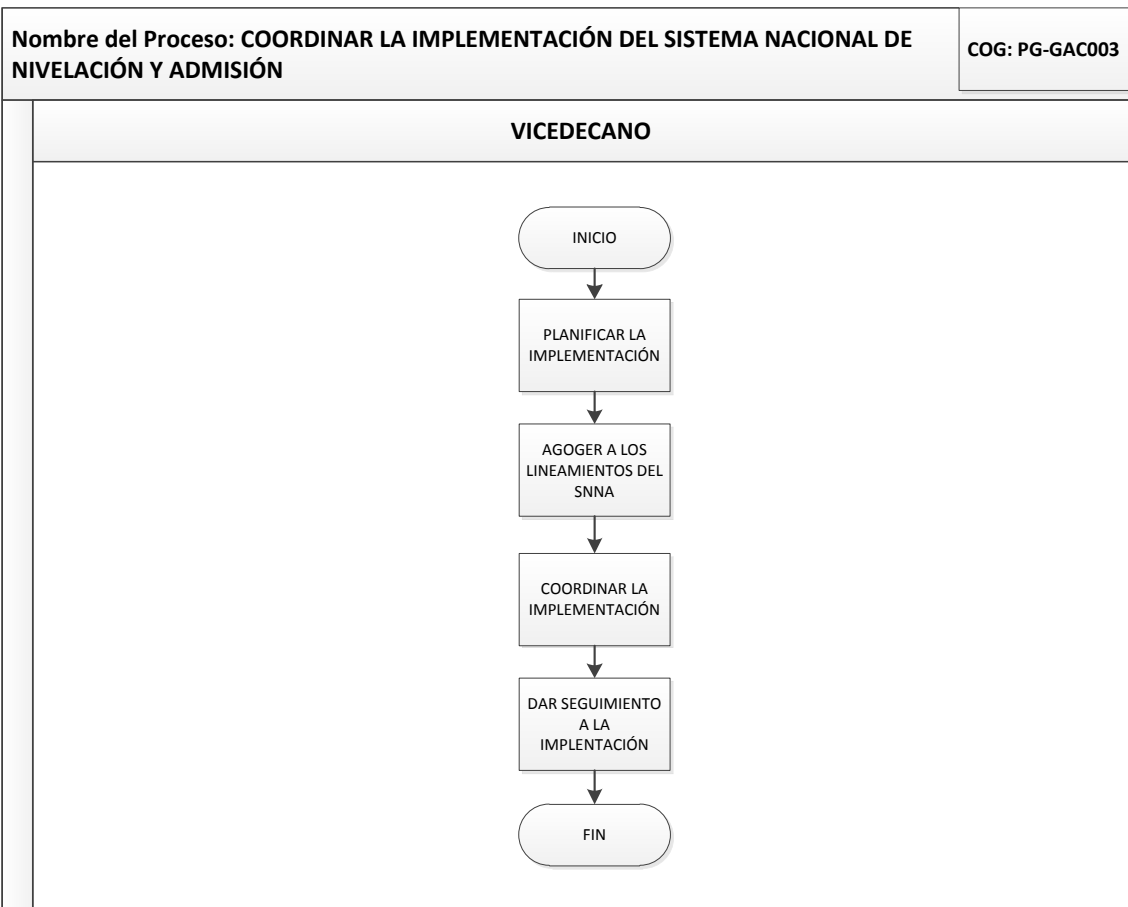 Nombre del Proceso: COORDINAR LA IMPLEMENTACIÓN DEL SISTEMA NACIONAL DE
NIVELACIÓN Y ADMISIÓN
COG: PG-GAC003
VICEDECANO
INICIO
PLANIFICAR LA
IMPLEMENTACIÓN
AGOGER A LOS
LINEAMIENTOS DEL
SNNA
COORDINAR LA
IMPLEMENTACIÓN
DAR SEGUIMIENTO
A LA
IMPLENTACIÓN
FIN